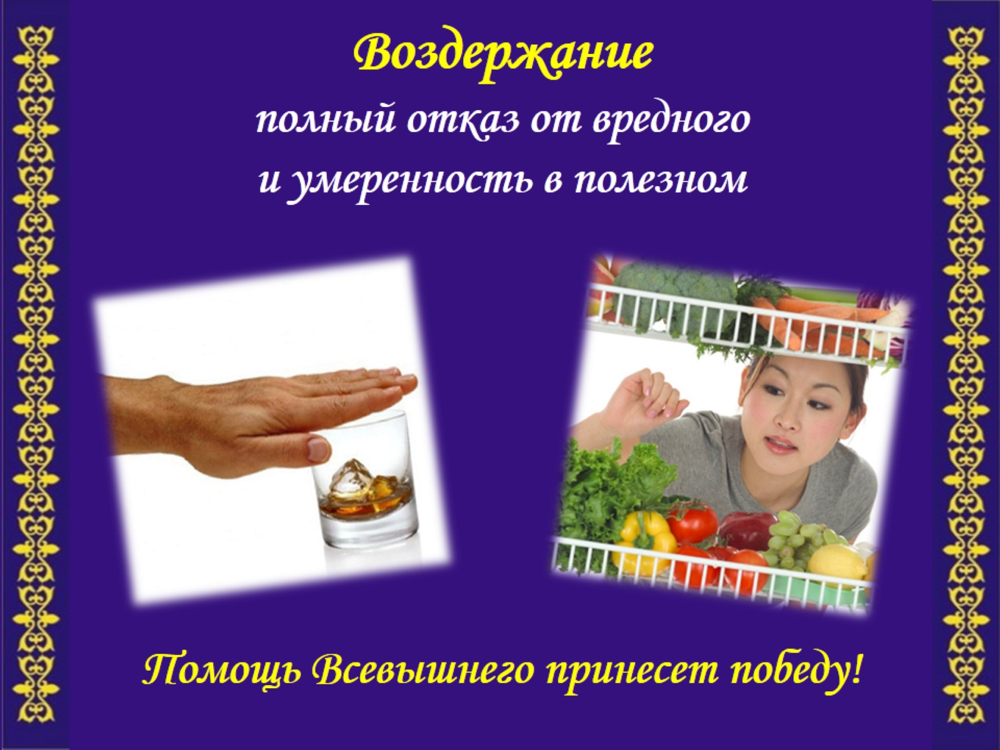 Воздержание
полный отказ от вредного
и умеренность в полезном
Помощь Всевышнего принесет победу!